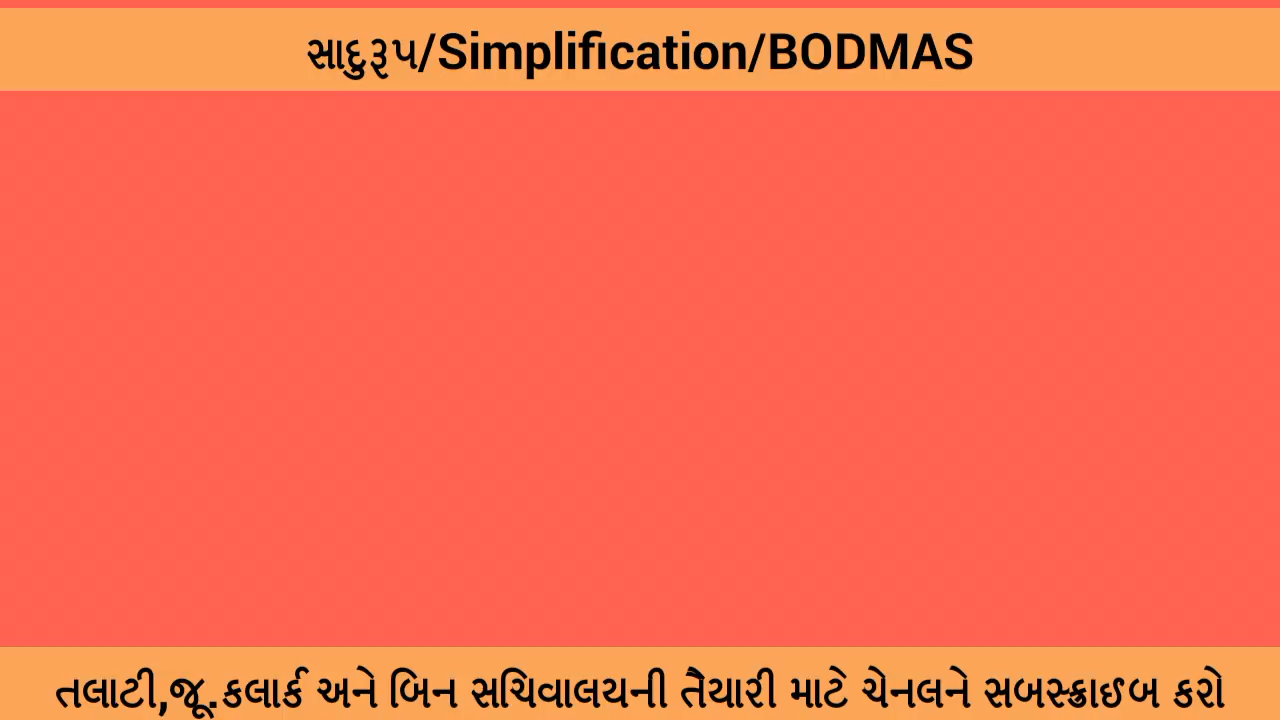 સાદુરૂપ/Simplification/BODMAS
તલાટી,જૂ.કલાર્ક અને બિન સચિવાલયની તૈયારી માટે ચેનલને સબસ્ક્રાઇબ કરો